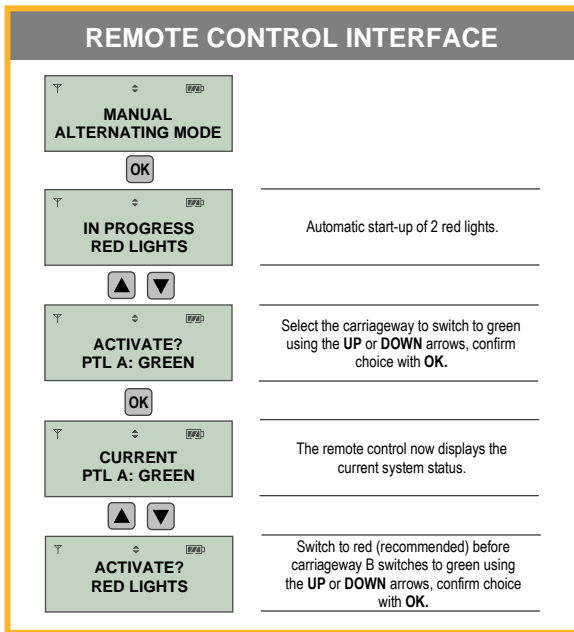 REMOTE CONTROL INTERFACE
MANUAL
ALTERNATING MODE
OK
IN PROGRESS
RED LIGHTS
Automatic start-up of 2 red lights.
ACTIVATE?
PTL A: GREEN
Select the carriageway to switch to green
using the UP or DOWN arrows, confirm
choice with OK.
OK
CURRENT
PTL A: GREEN
The remote control now displays the
current system status.
ACTIVATE?
RED LIGHTS
Switch to red (recommended) before
carriageway B switches to green using
the UP or DOWN arrows, confirm choice
with OK.